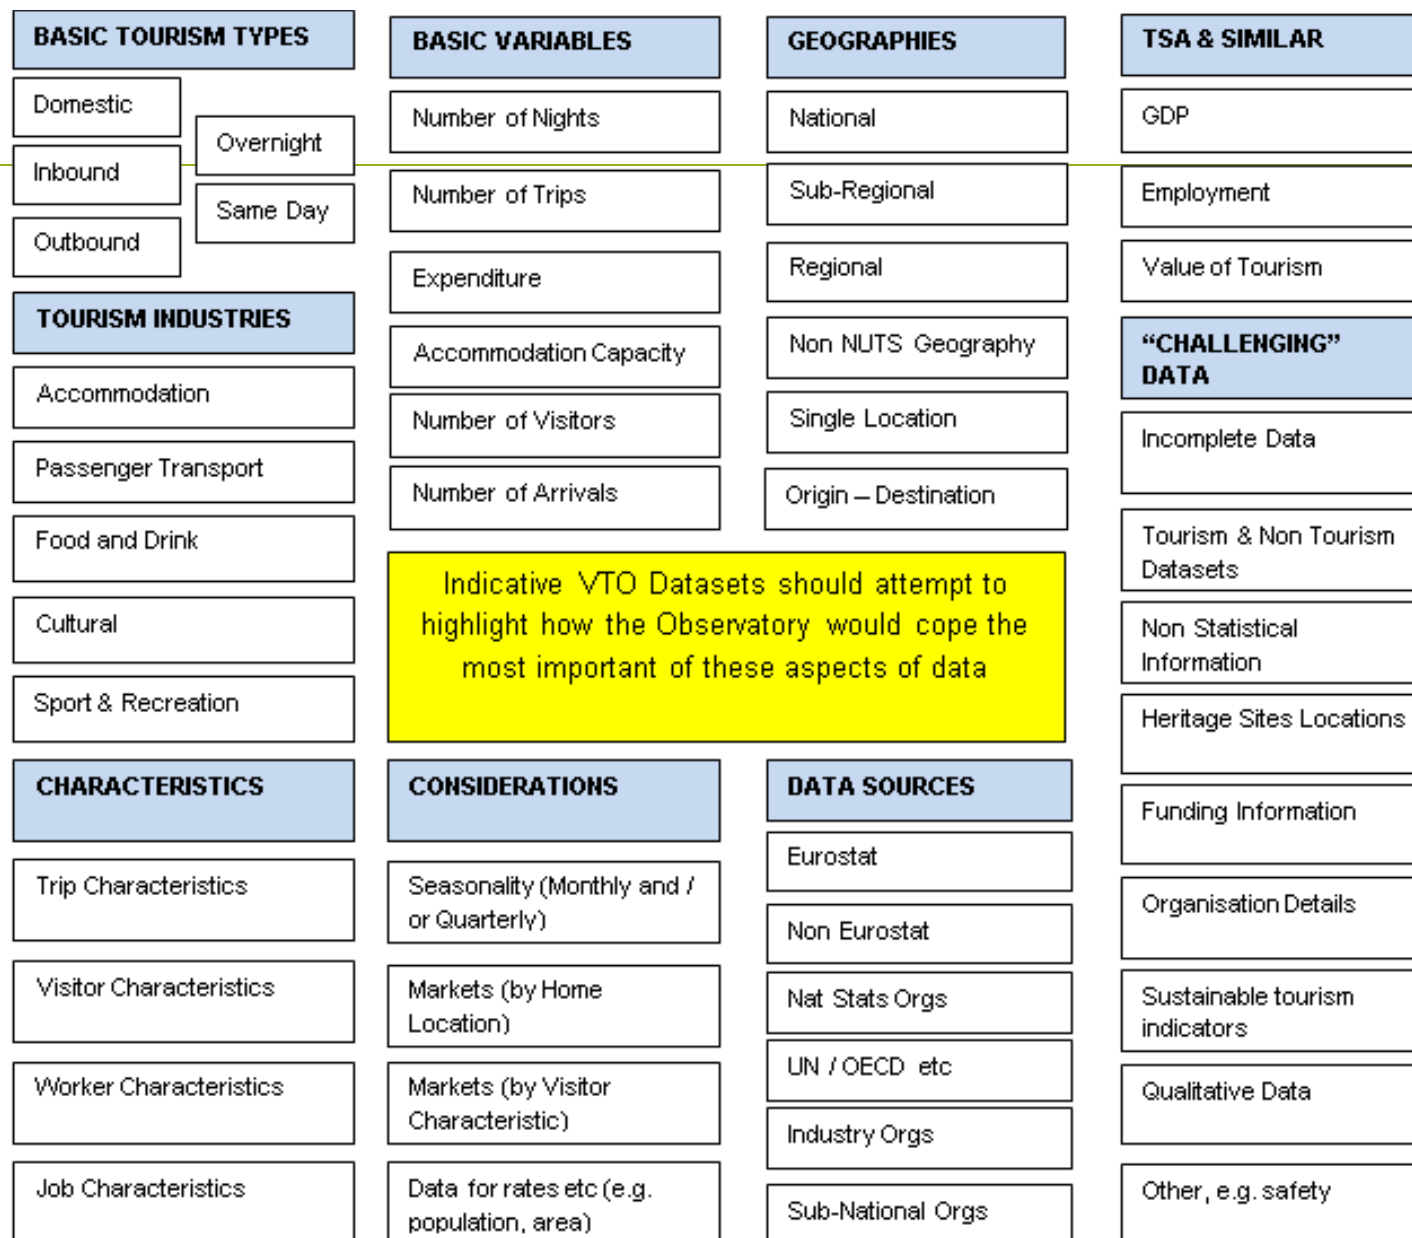 BASIC TOURISM TYPES
Domestic
Overnight
Inbound
Same Day
Outbound
TOURISM INDUSTRIES
Accommodation
Passenger Transport
Food and Drink
Cultural
Sport & Recreation
CHARACTERISTICS
Trip Characteristics
Visitor Characteristics
Worker Characteristics
Job Characteristics
BASIC VARIABLES
Number of Nights
Number of Trips
Expenditure
Accommodation Capacity
Number of Visitors
Number of Arrivals
GEOGRAPHIES
National
Sub-Regional
Regional
Non NUTS Geography
Single Location
Origin – Destination
Indicative VTO Datasets should attempt to
highlight how the Observatory would cope the
most important of these aspects of data
CONSIDERATIONS
Seasonality (Monthly and /
or Quarterly)
Markets (by Home
Location)
Markets (by Visitor
Characteristic)
Data for rates etc (e.g.
population, area)
DATA SOURCES
Eurostat
Non Eurostat
Nat Stats Orgs
UN / OECD etc
Industry Orgs
Sub-National Orgs
TSA & SIMILAR
GDP
Employment
Value of Tourism
“CHALLENGING”
DATA
Incomplete Data
Tourism & Non Tourism
Datasets
Non Statistical
Information
Heritage Sites Locations
Funding Information
Organisation Details
Sustainable tourism
indicators
Qualitative Data
Other, e.g. safety